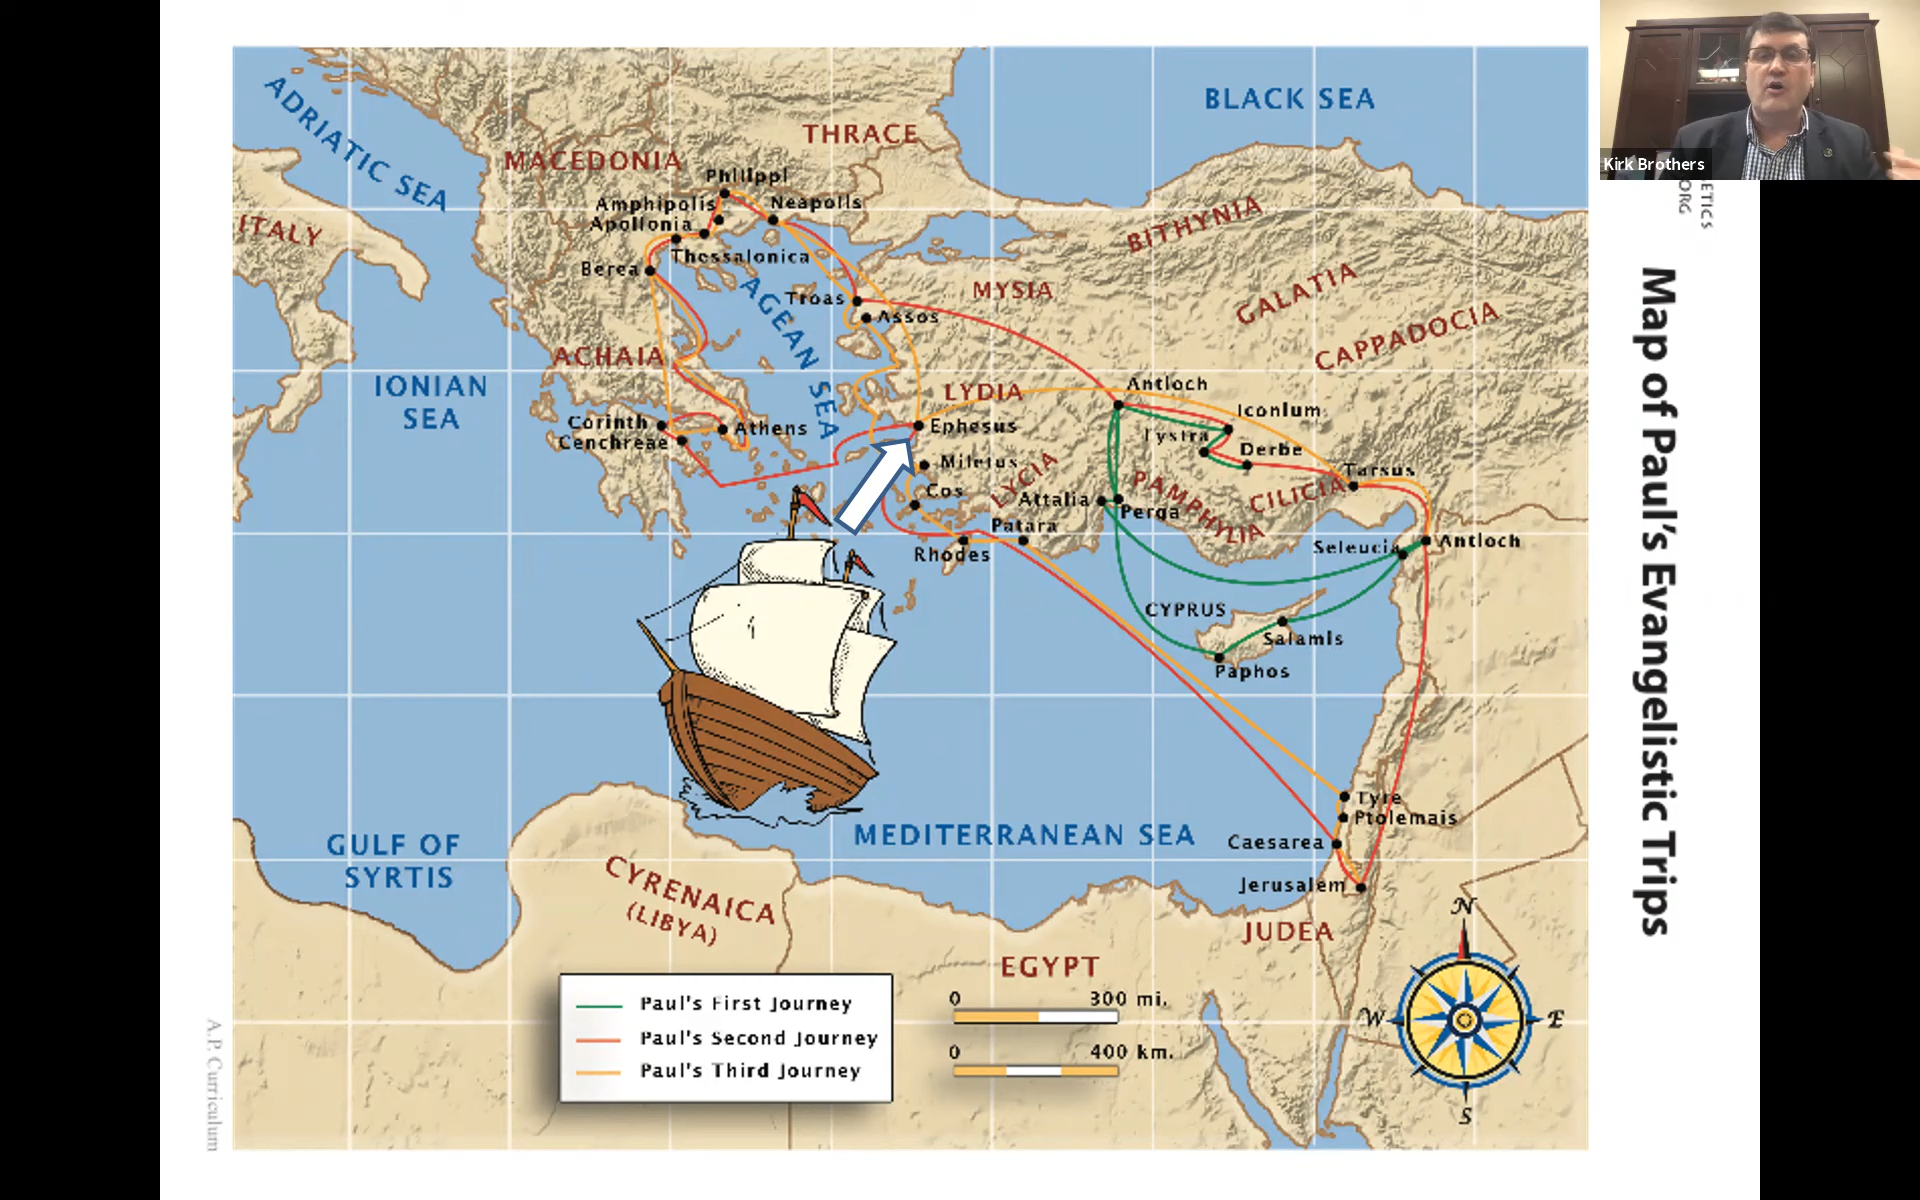 BLACK SEA
Kirk Brothers
ADRIATIC SEA
THRACE
MACEDONIA
Philippi
Amphipolis
Neapolis
Apollonia
ETICS
ORG
ITALY
BITHYNIA
Thessalonica
Berea
Map of Paul's Evangelistic Trips
AGEAN SEA
Troas
MYSIA
GALATIA
Assos
CAPPADOCIA
ACHAIA
IONIAN
SEA
LYDIA
Antioch
Iconium
Corinth
Athens
Ephesus
Lystra
Cenchreae
Derbe
Miletus
Tarsus
LYCIA
Cos
Attalia
PAMPHYLIA
CILICIA
Perga
Patara
Rhodes
Seleucia
Antioch
CYPRUS
Salamis
Paphos
Tyre
Ptolemais
MEDITERRANEAN SEA
Caesarea
GULF OF
SYRTIS
CYRENAICA
(LIBYA)
Jerusalem
JUDEA
N
EGYPT
W
E
S
Paul's First Journey
Paul's Second Journey
Paul's Third Journey
0 300 mi.
0 400 km.
A.P. Curriculum